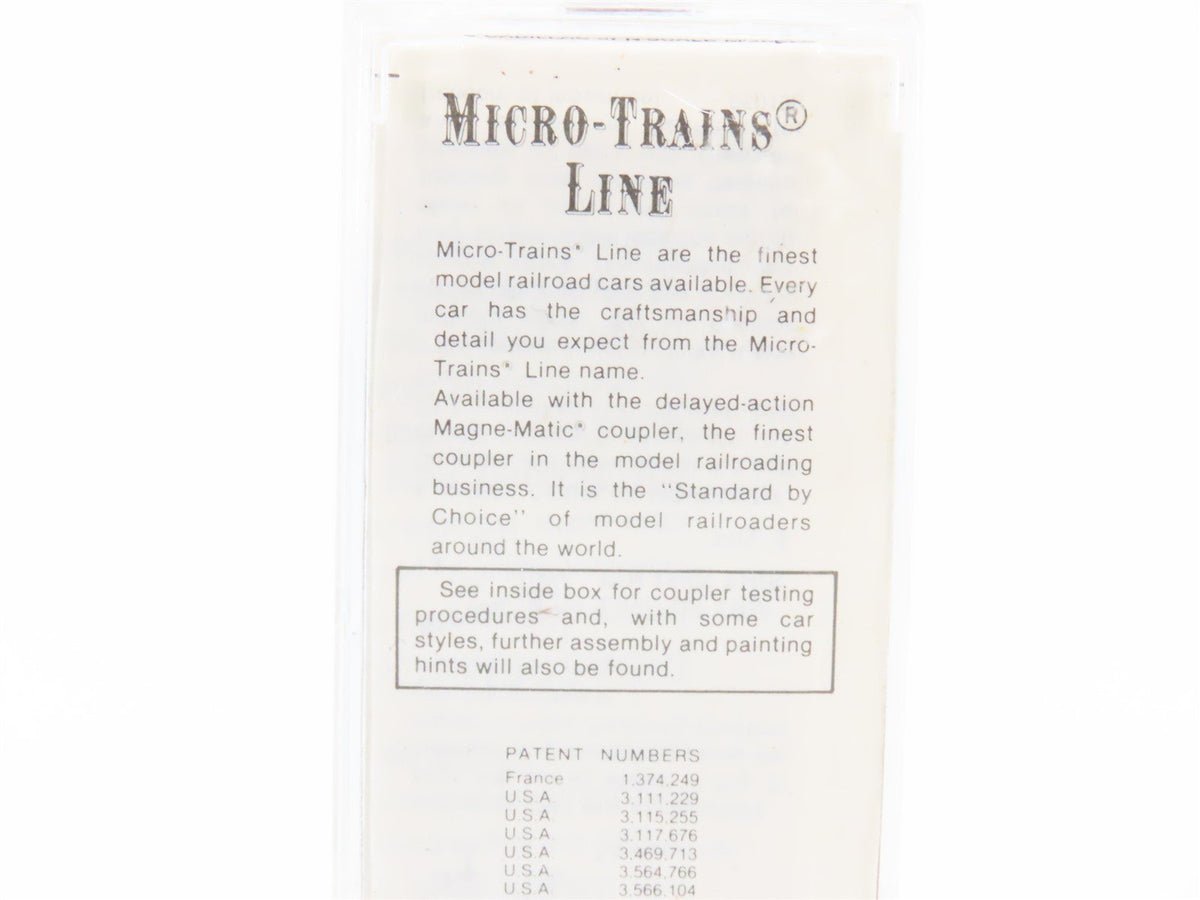 MICRO-TRAINS®
LINE
Micro-Trains® Line are the finest
model railroad cars available. Every
car has the craftsmanship and
detail you expect from the Micro-
Trains® Line name.
Available with the delayed-action
Magne-Matic® coupler, the finest
coupler in the model railroading
business. It is the "Standard by
Choice" of model railroaders
around the world.
See inside box for coupler testing
procedures and, with some car
styles, further assembly and painting
hints will also be found.
PATENT NUMBERS
France 1,374,249
U.S.A. 3,111,229
U.S.A. 3,115,255
U.S.A. 3,117,676
U.S.A. 3,469,713
U.S.A. 3,564,766
U.S.A. 3,566,104